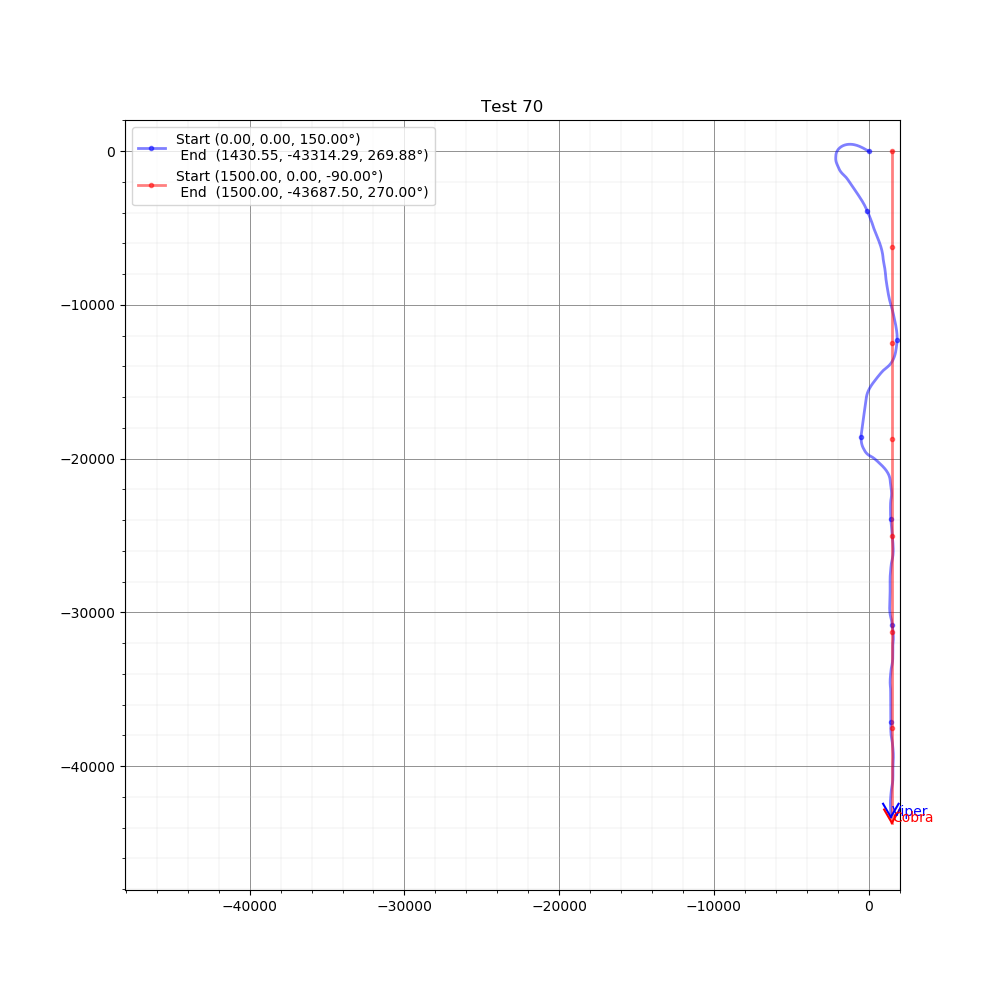 Test 70
Start (0.00, 0.00, 150.00°)
End (1430.55, -43314.29, 269.88°)
Start (1500.00, 0.00, -90.00°)
End (1500.00, -43687.50, 270.00°)
0
−10000
−20000
−30000
−40000
Viper
Cobra
−40000
−30000
−20000
−10000
0